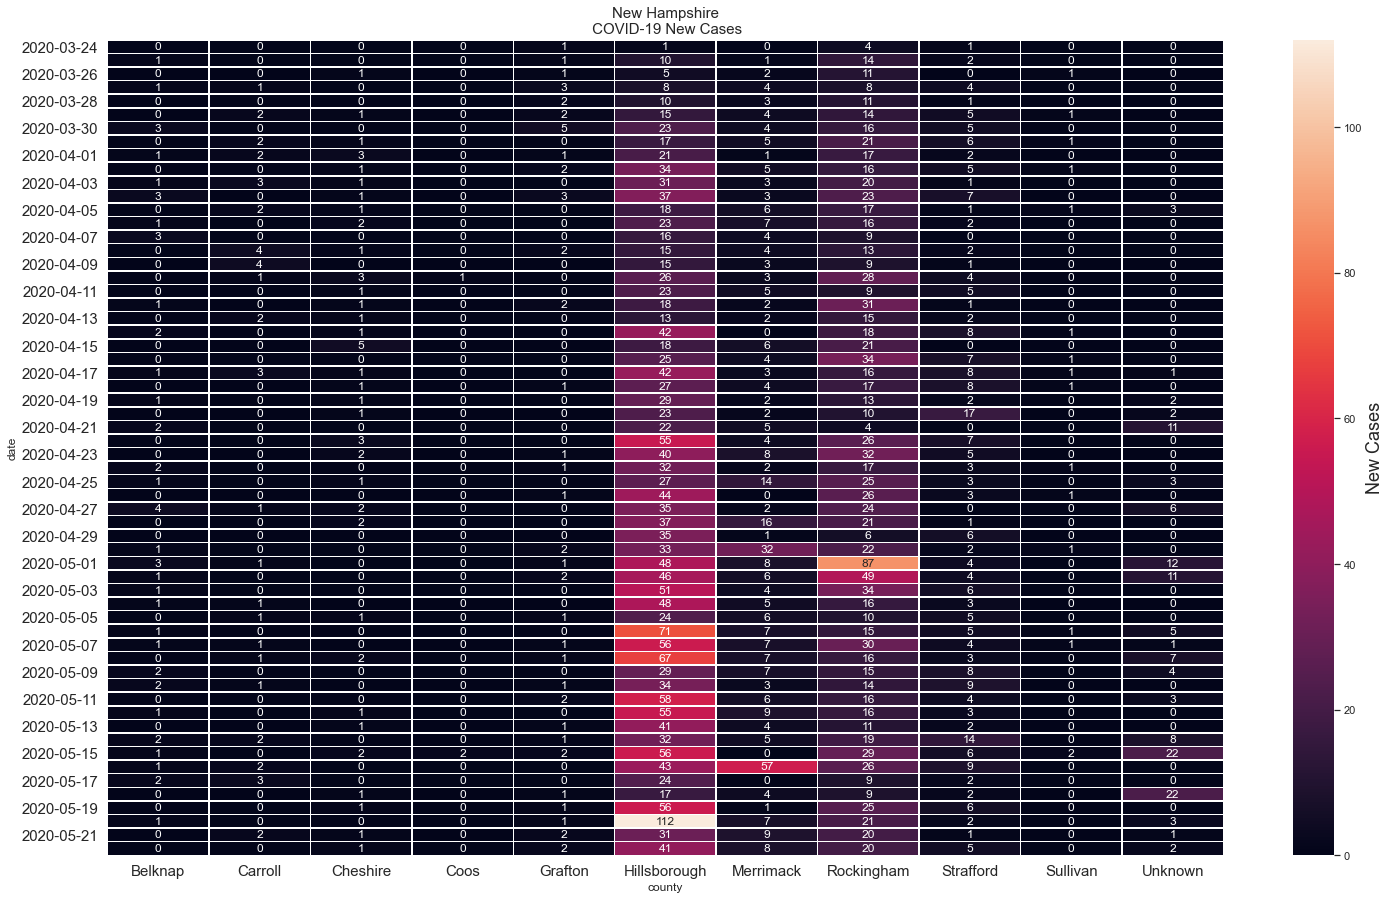 New Hampshire
COVID-19 New Cases
2020-03-24 0 0 0 0 1 1 0 4 1 0 0
1 0 0 0 1 10 1 14 2 0 0
2020-03-26 0 0 1 0 1 5 2 11 0 1 0
1 1 0 0 3 8 4 8 4 0 0
2020-03-28 0 0 0 0 2 10 3 11 1 0 0
0 2 1 0 2 15 4 14 5 1 0
2020-03-30 3 0 0 0 5 23 4 16 5 0 0
0 2 1 0 0 17 5 21 6 1 0
2020-04-01 1 2 3 0 1 21 1 17 2 0 0
0 0 1 0 2 34 5 16 5 1 0
2020-04-03 1 3 1 0 0 31 3 20 1 0 0
3 0 1 0 3 37 3 23 7 0 0
2020-04-05 0 2 1 0 0 18 6 17 1 1 3
1 0 2 0 0 23 7 16 2 0 0
2020-04-07 3 0 0 0 0 16 4 9 0 0 0
0 4 1 0 2 15 4 13 2 0 0
2020-04-09 0 4 0 0 0 15 3 9 1 0 0
0 1 3 1 0 26 3 28 4 0 0
2020-04-11 0 0 1 0 0 23 5 9 5 0 0
1 0 1 0 2 18 2 31 1 0 0
2020-04-13 0 2 1 0 0 13 2 15 2 0 0
2 0 1 0 0 42 0 18 8 1 0
2020-04-15 0 0 5 0 0 18 6 21 0 0 0
0 0 0 0 0 25 4 34 7 1 0
2020-04-17 1 3 1 0 0 42 3 16 8 1 1
0 0 1 0 1 27 4 17 8 1 0
2020-04-19 1 0 1 0 0 29 2 13 2 0 2
0 0 1 0 0 23 2 10 17 0 2
2020-04-21 2 0 0 0 0 22 5 4 0 0 11
0 0 3 0 0 55 4 26 7 0 0
2020-04-23 0 0 2 0 1 40 8 32 5 0 0
2 0 0 0 1 32 2 17 3 1 0
2020-04-25 1 0 1 0 0 27 14 25 3 0 3
0 0 0 0 1 44 0 26 3 1 0
2020-04-27 4 1 2 0 0 35 2 24 0 0 6
0 0 2 0 0 37 16 21 1 0 0
2020-04-29 0 0 0 0 0 35 1 6 6 0 0
1 0 0 0 2 33 32 22 2 1 0
2020-05-01 3 1 0 0 1 48 8 87 4 0 12
1 0 0 0 2 46 6 49 4 0 11
2020-05-03 1 0 0 0 0 51 4 34 6 0 0
1 1 0 0 0 48 5 16 3 0 0
2020-05-05 0 1 1 0 1 24 6 10 5 0 0
1 0 0 0 0 71 7 15 5 1 5
2020-05-07 1 1 0 0 1 56 7 30 4 1 1
0 1 2 0 1 67 7 16 3 0 7
2020-05-09 2 0 0 0 0 29 7 15 8 0 4
2 1 0 0 1 34 3 14 9 0 0
2020-05-11 0 0 0 0 2 58 6 16 4 0 3
1 0 1 0 0 55 9 16 3 0 0
2020-05-13 0 0 1 0 1 41 4 11 2 0 0
2 2 0 0 1 32 5 19 14 0 8
2020-05-15 1 0 2 2 2 56 0 29 6 2 22
1 2 0 0 1 43 57 26 9 0 0
2020-05-17 2 3 0 0 0 24 0 9 2 0 0
0 0 1 0 1 17 4 9 2 0 22
2020-05-19 0 0 1 0 1 56 1 25 6 0 0
1 0 0 0 1 112 7 21 2 0 3
2020-05-21 0 2 1 0 2 31 9 20 1 0 1
0 0 1 0 2 41 8 20 5 0 2
Belknap Carroll Cheshire Coos Grafton Hillsborough Merrimack Rockingham Strafford Sullivan Unknown
county
date
100
80
60
40
20
0
New Cases